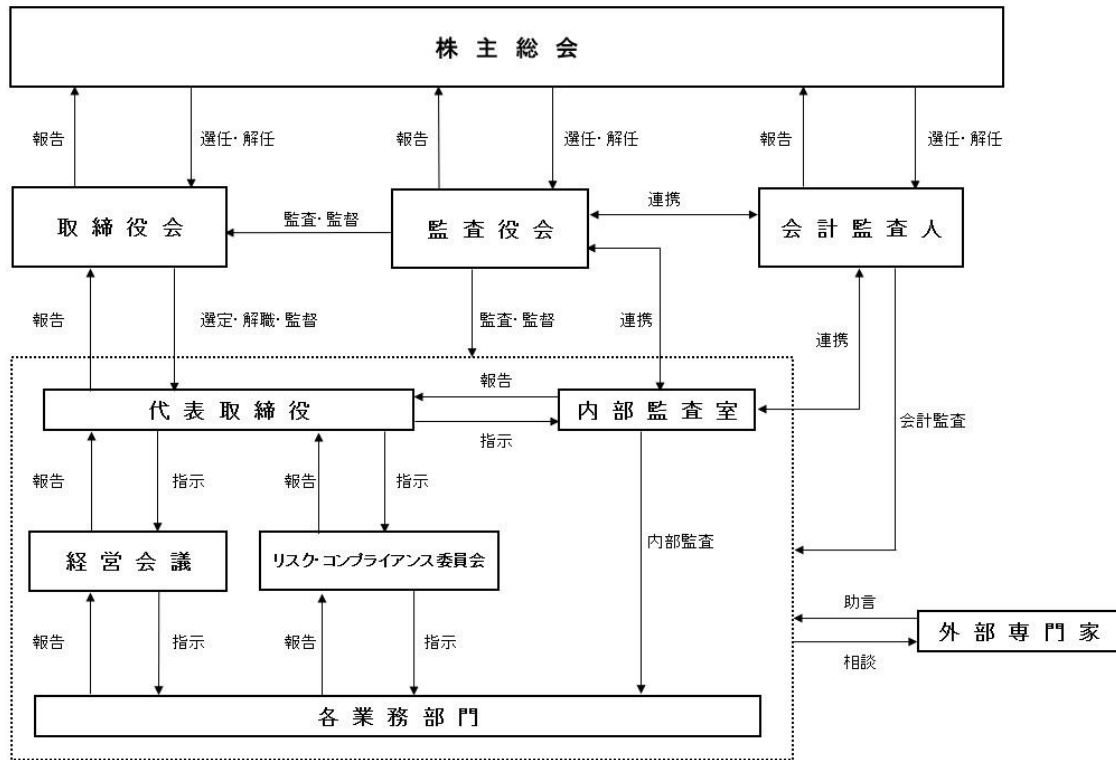 株主総会
報告
選任・解任
報告
選任・解任
報告
選任・解任
取締役会
監査・監督
監査役会
連携
会計監査人
報告
選定・解職・監督
監査・監督
連携
連携
代表取締役
報告
指示
内部監査室
会計監査
報告
指示
報告
指示
内部監査
経営会議
リスク・コンプライアンス委員会
報告
指示
報告
指示
助言
相談
外部専門家
各業務部門